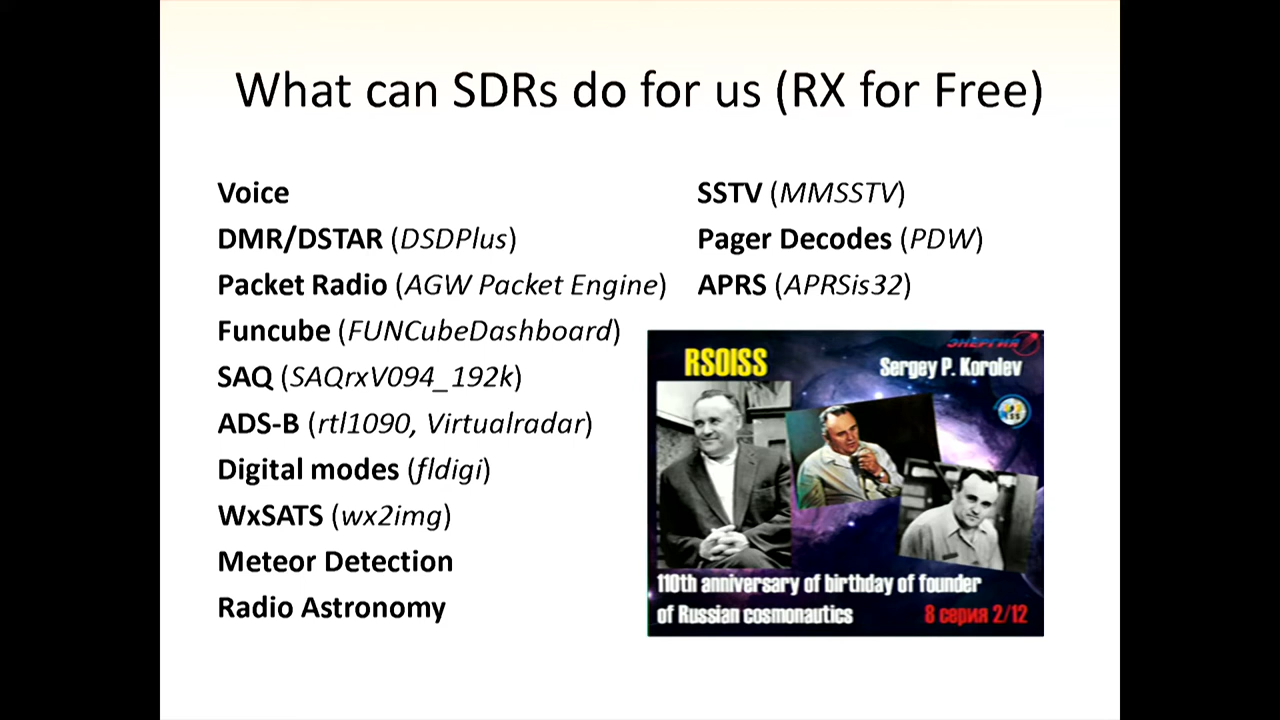 What can SDRs do for us (RX for Free)
Voice
DMR/DSTAR (DSDPlus)
Packet Radio (AGW Packet Engine)
Funcube (FUNCubeDashboard)
SAQ (SAQrxV094_192k)
ADS-B (rtl1090, Virtualradar)
Digital modes (fldigi)
WxSATS (wx2img)
Meteor Detection
Radio Astronomy
SSTV (MMSSTV)
Pager Decodes (PDW)
APRS (APRSis32)
ЭНЕРГИЯ
RS0ISS
Sergey P. Korolev
110th anniversary of birthday of founder
of Russian cosmonautics
8 серия 2/12